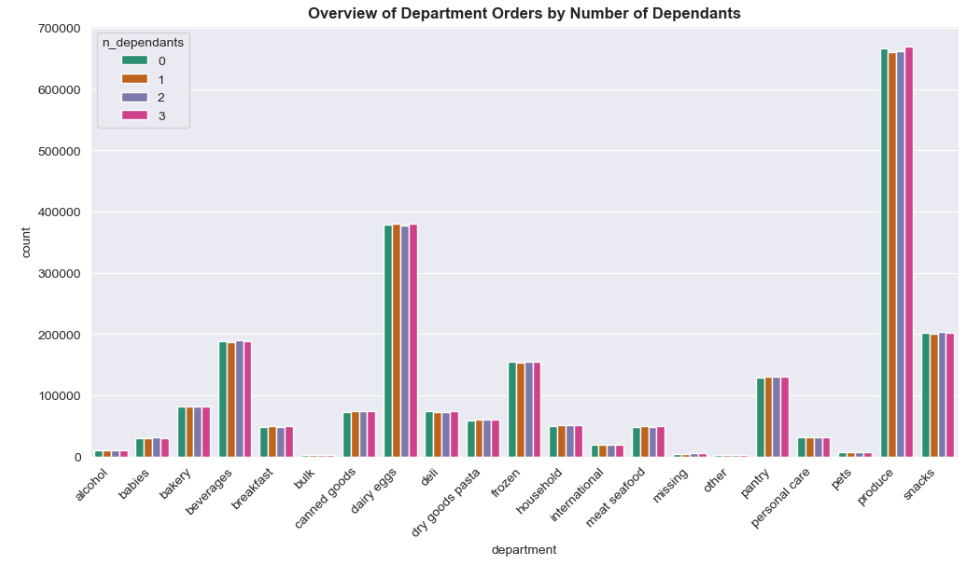 Overview of Department Orders by Number of Dependants
n_dependants
0
1
2
3
700000
600000
500000
400000
300000
200000
100000
0
count
alcohol
babies
bakery
beverages
breakfast
bulk
canned goods
dairy eggs
deli
dry goods pasta
frozen
household
international
meat seafood
missing
other
pantry
personal care
pets
produce
snacks
department